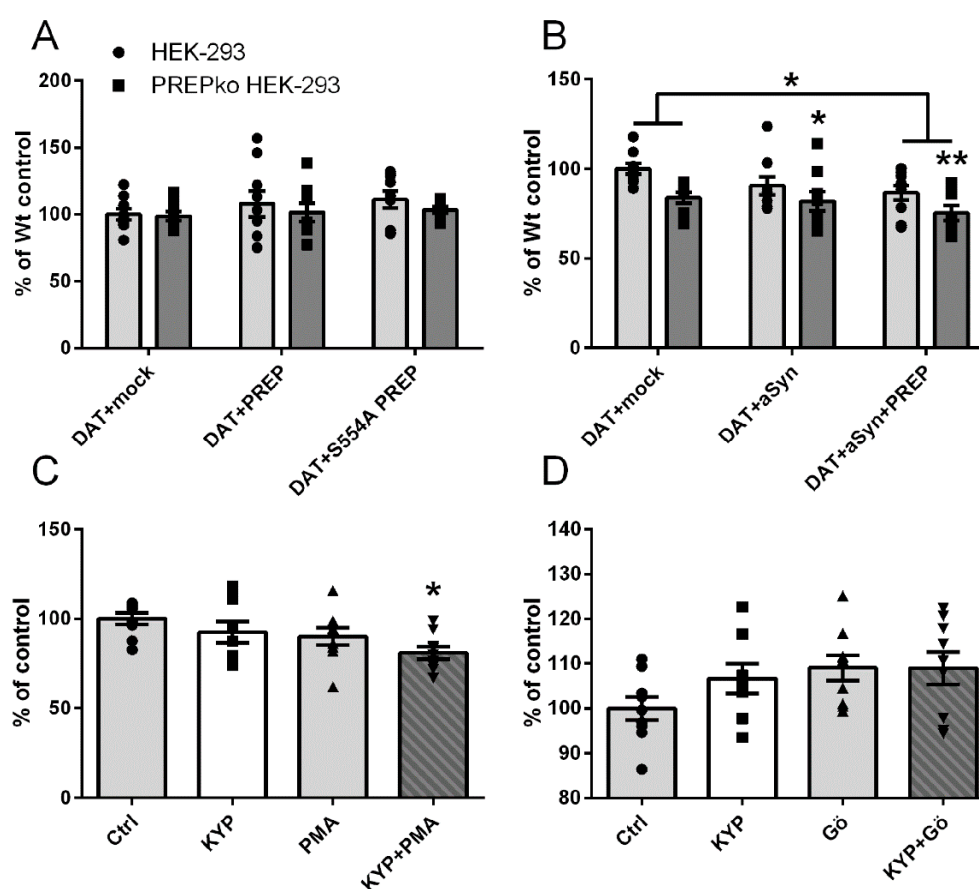 A
HEK-293
PREPko HEK-293
% of Wt control
200
150
100
50
0
DAT+mock
DAT+PREP
DAT+S554A PREP
B
% of Wt control
150
100
50
0
*
*
**
DAT+mock
DAT+aSyn
DAT+aSyn+PREP
C
% of control
150
100
50
0
*
Ctrl
KYP
PMA
KYP+PMA
D
% of control
140
130
120
110
100
90
80
Ctrl
KYP
Gö
KYP+Gö